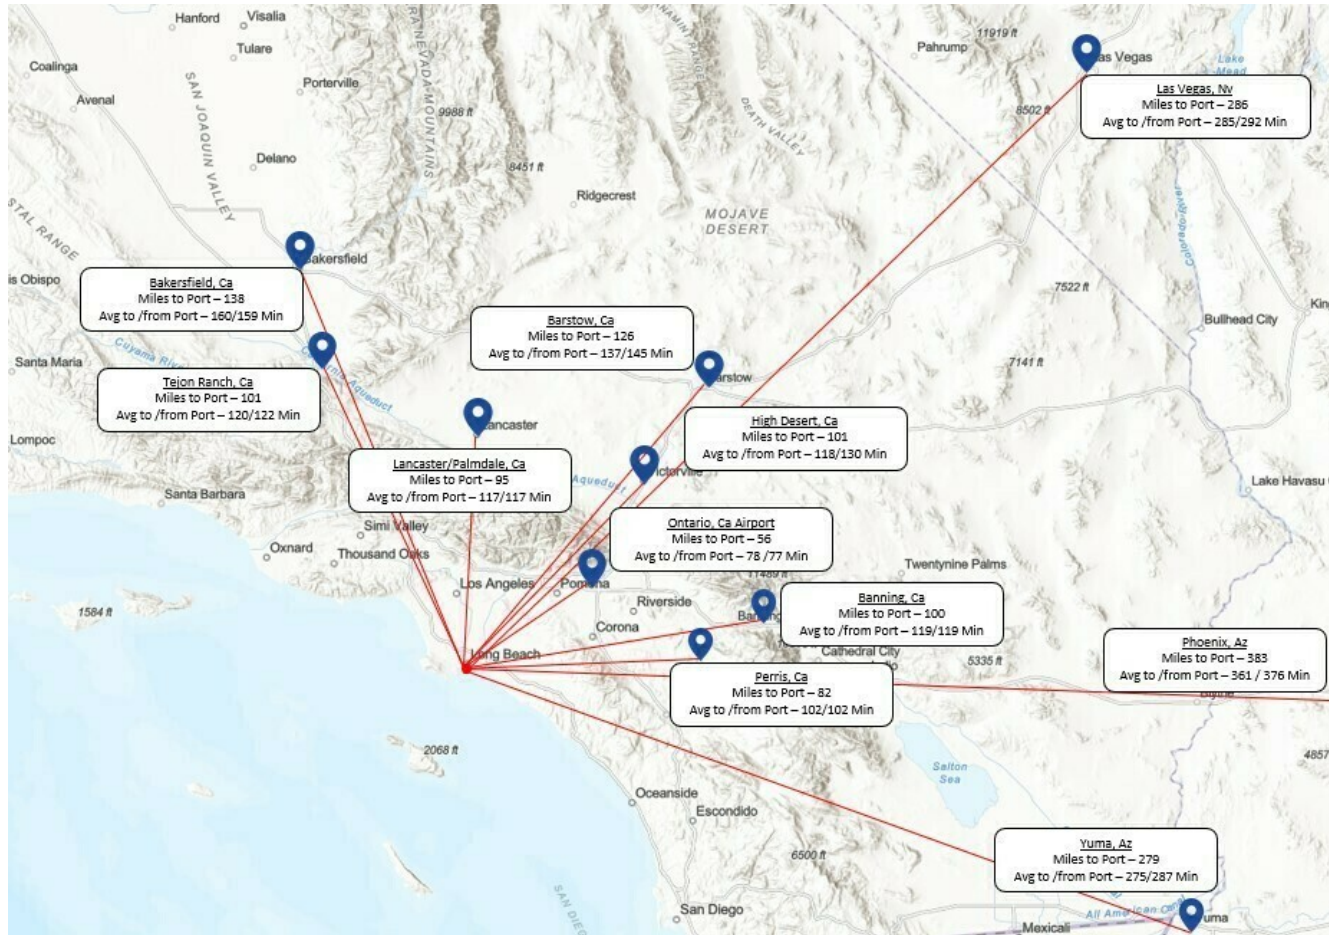 Hanford
Visalia
Tulare
Coalinga
Avenal
Porterville
SAN JOAQUIN VALLEY
9988 ft
Delano
8451 ft
Ridgecrest
DEATH VALLEY
MOJAVE
DESERT
Pahrump
11919 ft
8502 ft
Las Vegas
Lake
Mead
Las Vegas, Nv
Miles to Port – 286
Avg to /from Port – 285/292 Min
Colorado River
7522 ft
Bullhead City
7141 ft
Lake Havasu
Bakersfield
Bakersfield, Ca
Miles to Port – 138
Avg to /from Port – 160/159 Min
Santa Maria
Tejon Ranch, Ca
Miles to Port – 101
Avg to /from Port – 120/122 Min
Barstow, Ca
Miles to Port – 126
Avg to /from Port – 137/145 Min
Lompoc
Lancaster/Palmdale, Ca
Miles to Port – 95
Avg to /from Port – 117/117 Min
High Desert, Ca
Miles to Port – 101
Avg to /from Port – 118/130 Min
Aqueduct
Santa Barbara
Simi Valley
Oxnard
Thousand Oaks
Los Angeles
Pomona
Ontario, Ca Airport
Miles to Port – 56
Avg to /from Port – 78 /77 Min
11489 ft
Twentynine Palms
Riverside
Corona
Banning, Ca
Miles to Port – 100
Avg to /from Port – 119/119 Min
1584 ft
Long Beach
Cathedral City
5335 ft
Perris, Ca
Miles to Port – 82
Avg to /from Port – 102/102 Min
Phoenix, Az
Miles to Port – 383
Avg to /from Port – 361 / 376 Min
2068 ft
Salton
Sea
4857
Oceanside
Escondido
6500 ft
Yuma, Az
Miles to Port – 279
Avg to /from Port – 275/287 Min
San Diego
All American Canal
Mexicali